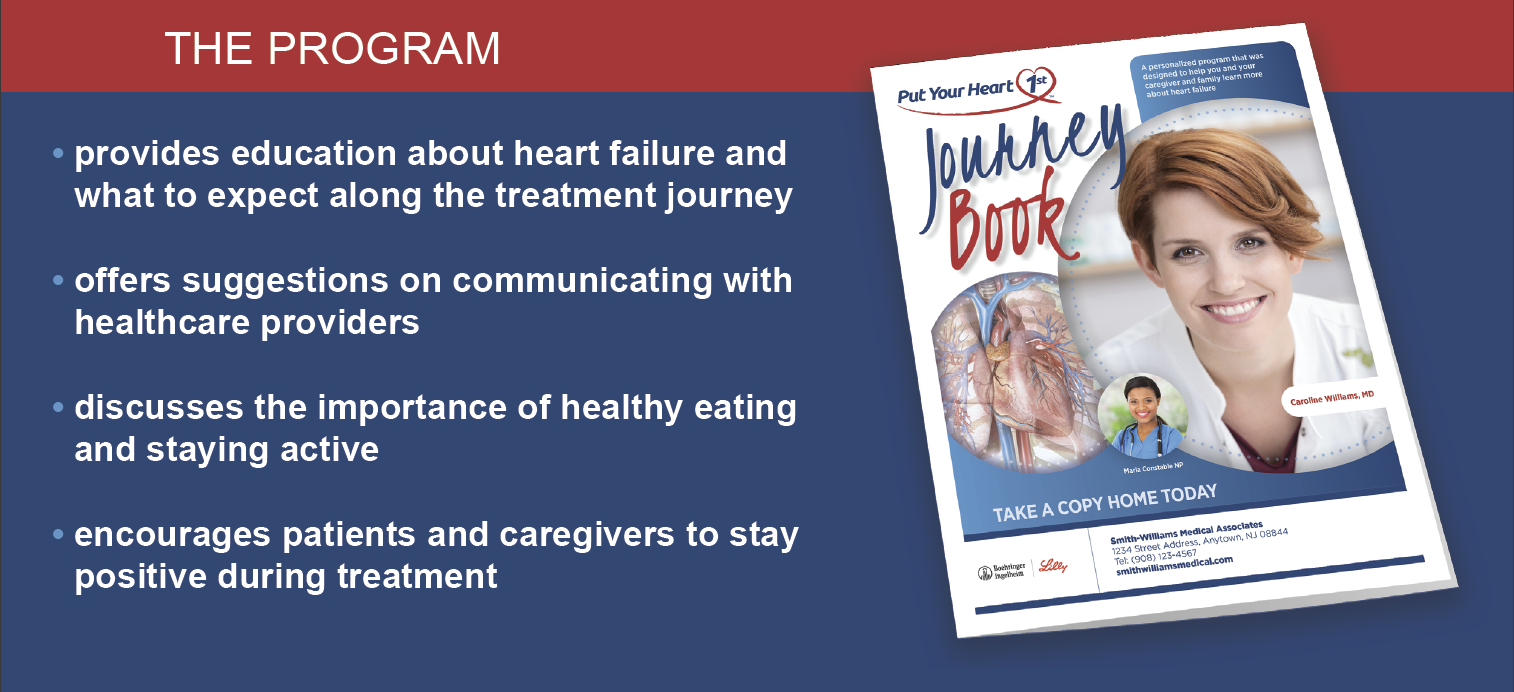 THE PROGRAM
• provides education about heart failure and
what to expect along the treatment journey
• offers suggestions on communicating with
healthcare providers
• discusses the importance of healthy eating
and staying active
• encourages patients and caregivers to stay
positive during treatment
Put Your Heart 1st
™
A personalized program that was
designed to help you and your
caregiver and family learn more
about heart failure
Journey
Book
Caroline Williams, MD
Maria Constable NP
TAKE A COPY HOME TODAY
Boehringer
Ingelheim
Lilly
Smith-Williams Medical Associates
1234 Street Address, Anytown, NJ 08844
Tel: (908) 123-4567
smithwilliamsmedical.com